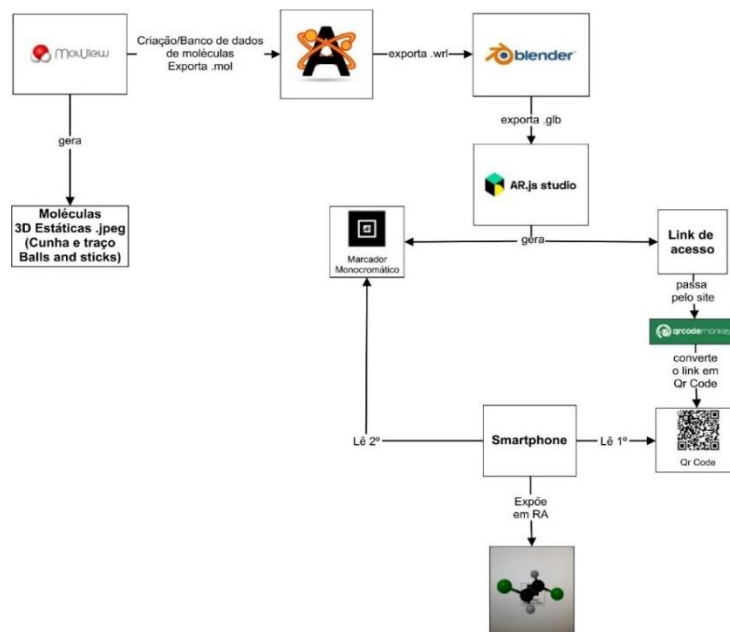 MolView
Criação/Banco de dados
de moléculas
Exporta .mol
exporta .wrl
blender
gera
exporta .glb
AR.js studio
Moléculas
3D Estáticas .jpeg
(Cunha e traço
Balls and sticks)
Marcador
Monocromático
gera
Link de
acesso
passa
pelo site
qrcodemonkey
converte
o link em
Qr Code
Lê 2º
Smartphone
Lê 1º
Qr Code
Expõe
em RA